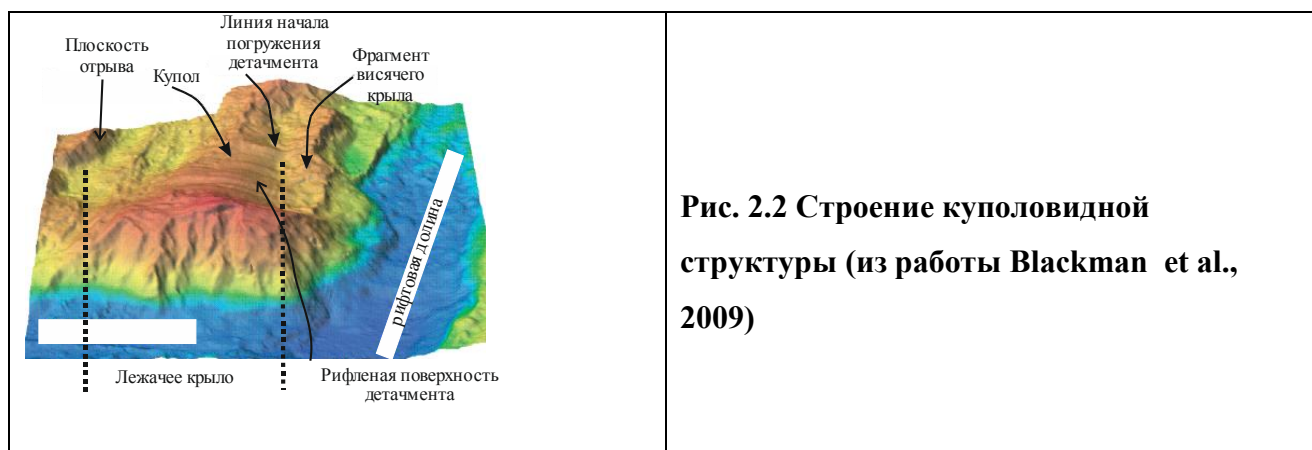 Линия начала
погружения
детачмента
Плоскость
отрыва
Купол
Фрагмент
висячего
крыла
рифтовая долина
Лежачее крыло
Рифленая поверхность
детачмента
Рис. 2.2 Строение куполовидной
структуры (из работы Blackman et al.,
2009)